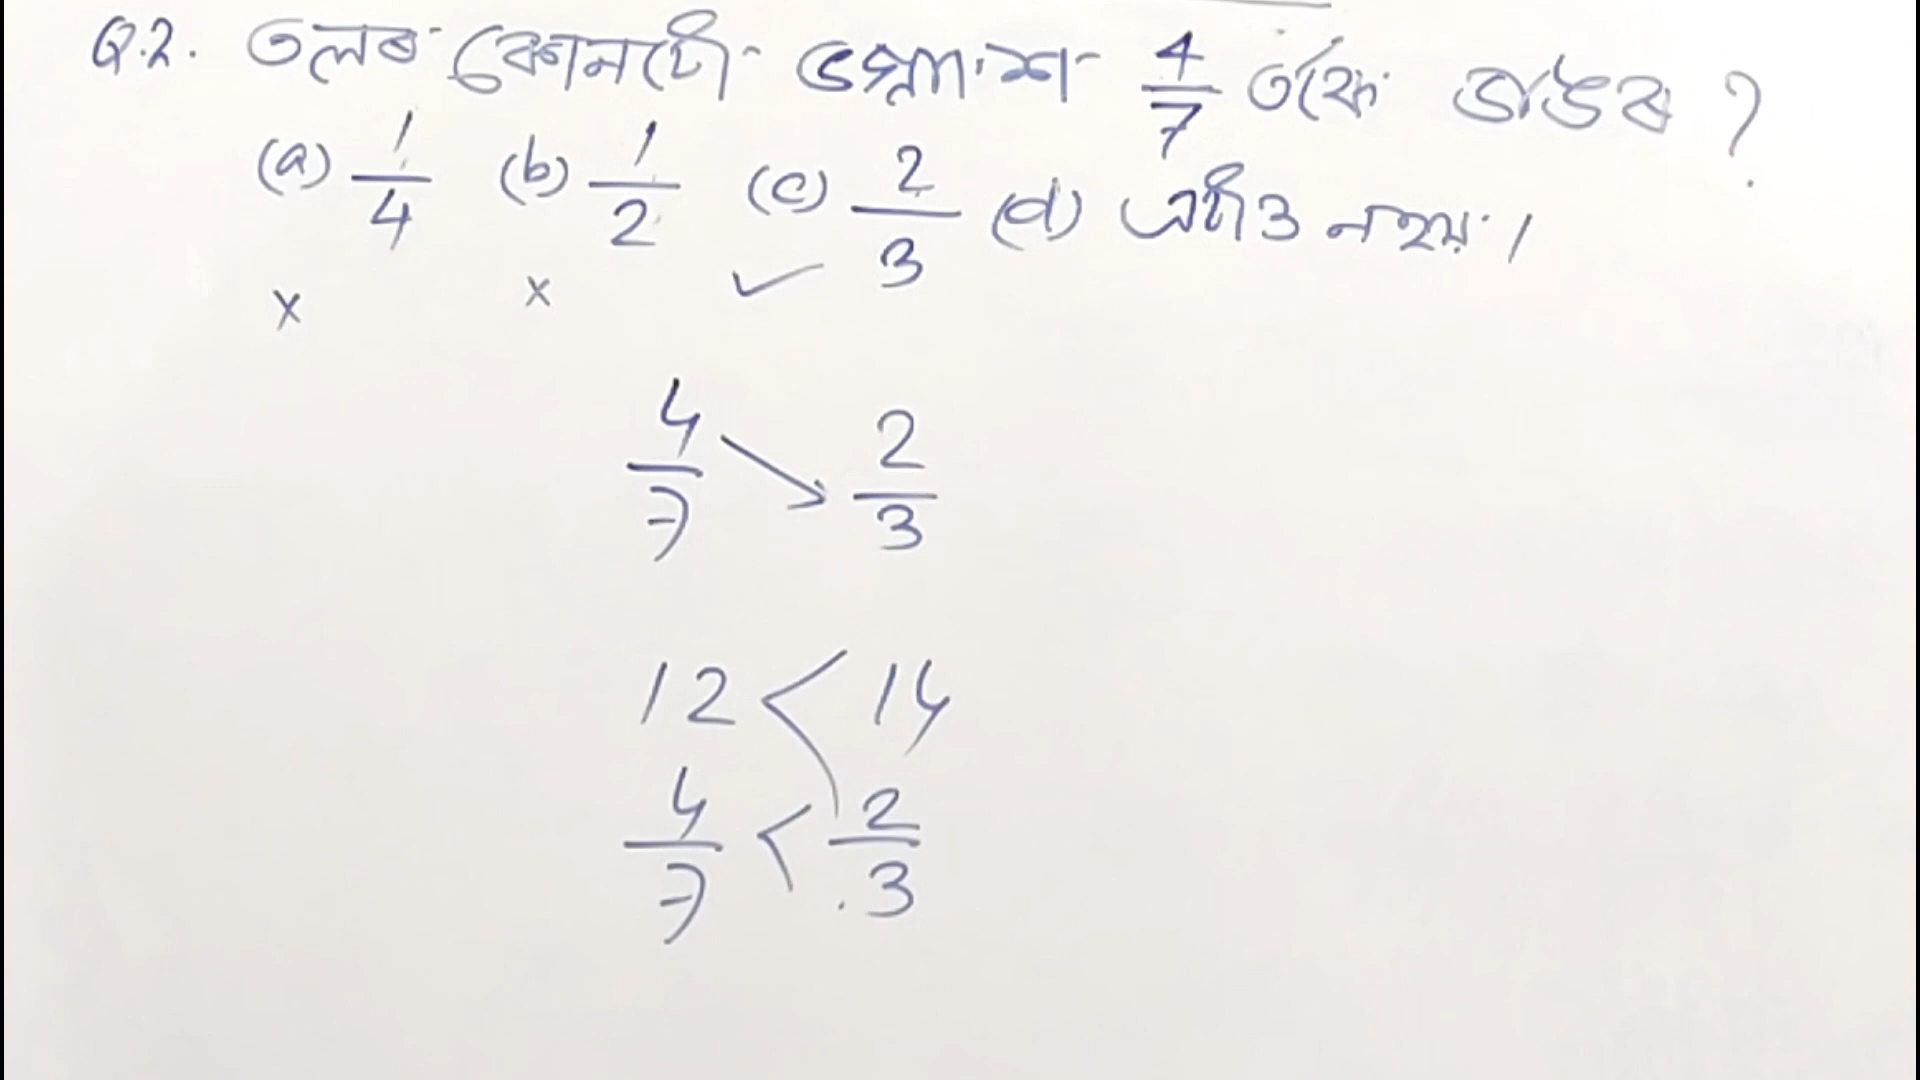 Q.2. তলৰ কোনটো ভগ্নাংশ 4/7 তকৈ ডাঙৰ ?
(a) 1/4 (b) 1/2 (c) 2/3 (d) এটাও নহয় ।
x x ✓
4/7 ↘ 2/3
12 < 14
4/7 < 2/3